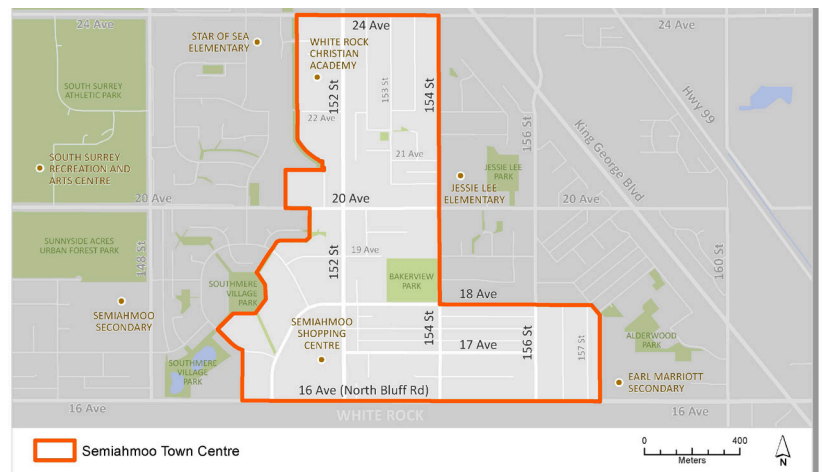 24 Ave
24 Ave
24 Ave
STAR OF SEA
ELEMENTARY
WHITE ROCK
CHRISTIAN
ACADEMY
152 St
153 St
154 St
SOUTH SURREY
ATHLETIC PARK
Hwy 99
King George Blvd
22 Ave
156 St
21 Ave
SOUTH SURREY
RECREATION AND
ARTS CENTRE
JESSIE LEE
PARK
JESSIE LEE
ELEMENTARY
20 Ave
20 Ave
20 Ave
SUNNYSIDE ACRES
URBAN FOREST PARK
148 St
152 St
19 Ave
160 St
SOUTHMERE
VILLAGE
PARK
BAKERVIEW
PARK
18 Ave
SEMIAHMOO
SECONDARY
SEMIAHMOO
SHOPPING
CENTRE
154 St
17 Ave
156 St
157 St
ALDERWOOD
PARK
SOUTHMERE
VILLAGE
PARK
EARL MARRIOTT
SECONDARY
16 Ave
16 Ave (North Bluff Rd)
16 Ave
WHITE ROCK
Semiahmoo Town Centre
0
400
Meters
N